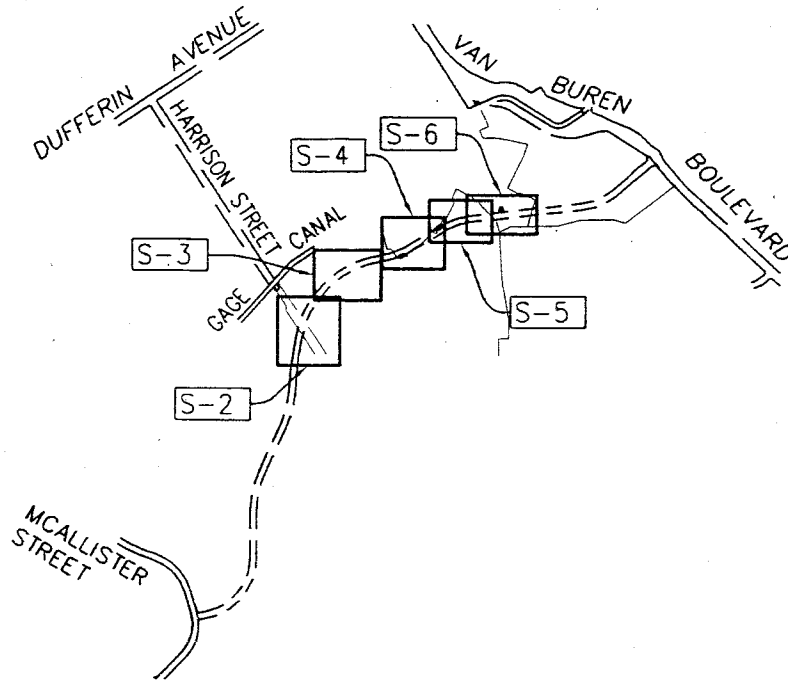 DUFFERIN AVENUE
HARRISON STREET
GAGE CANAL
VAN BUREN BOULEVARD
S-6
S-4
S-3
S-5
S-2
MCALLISTER
STREET